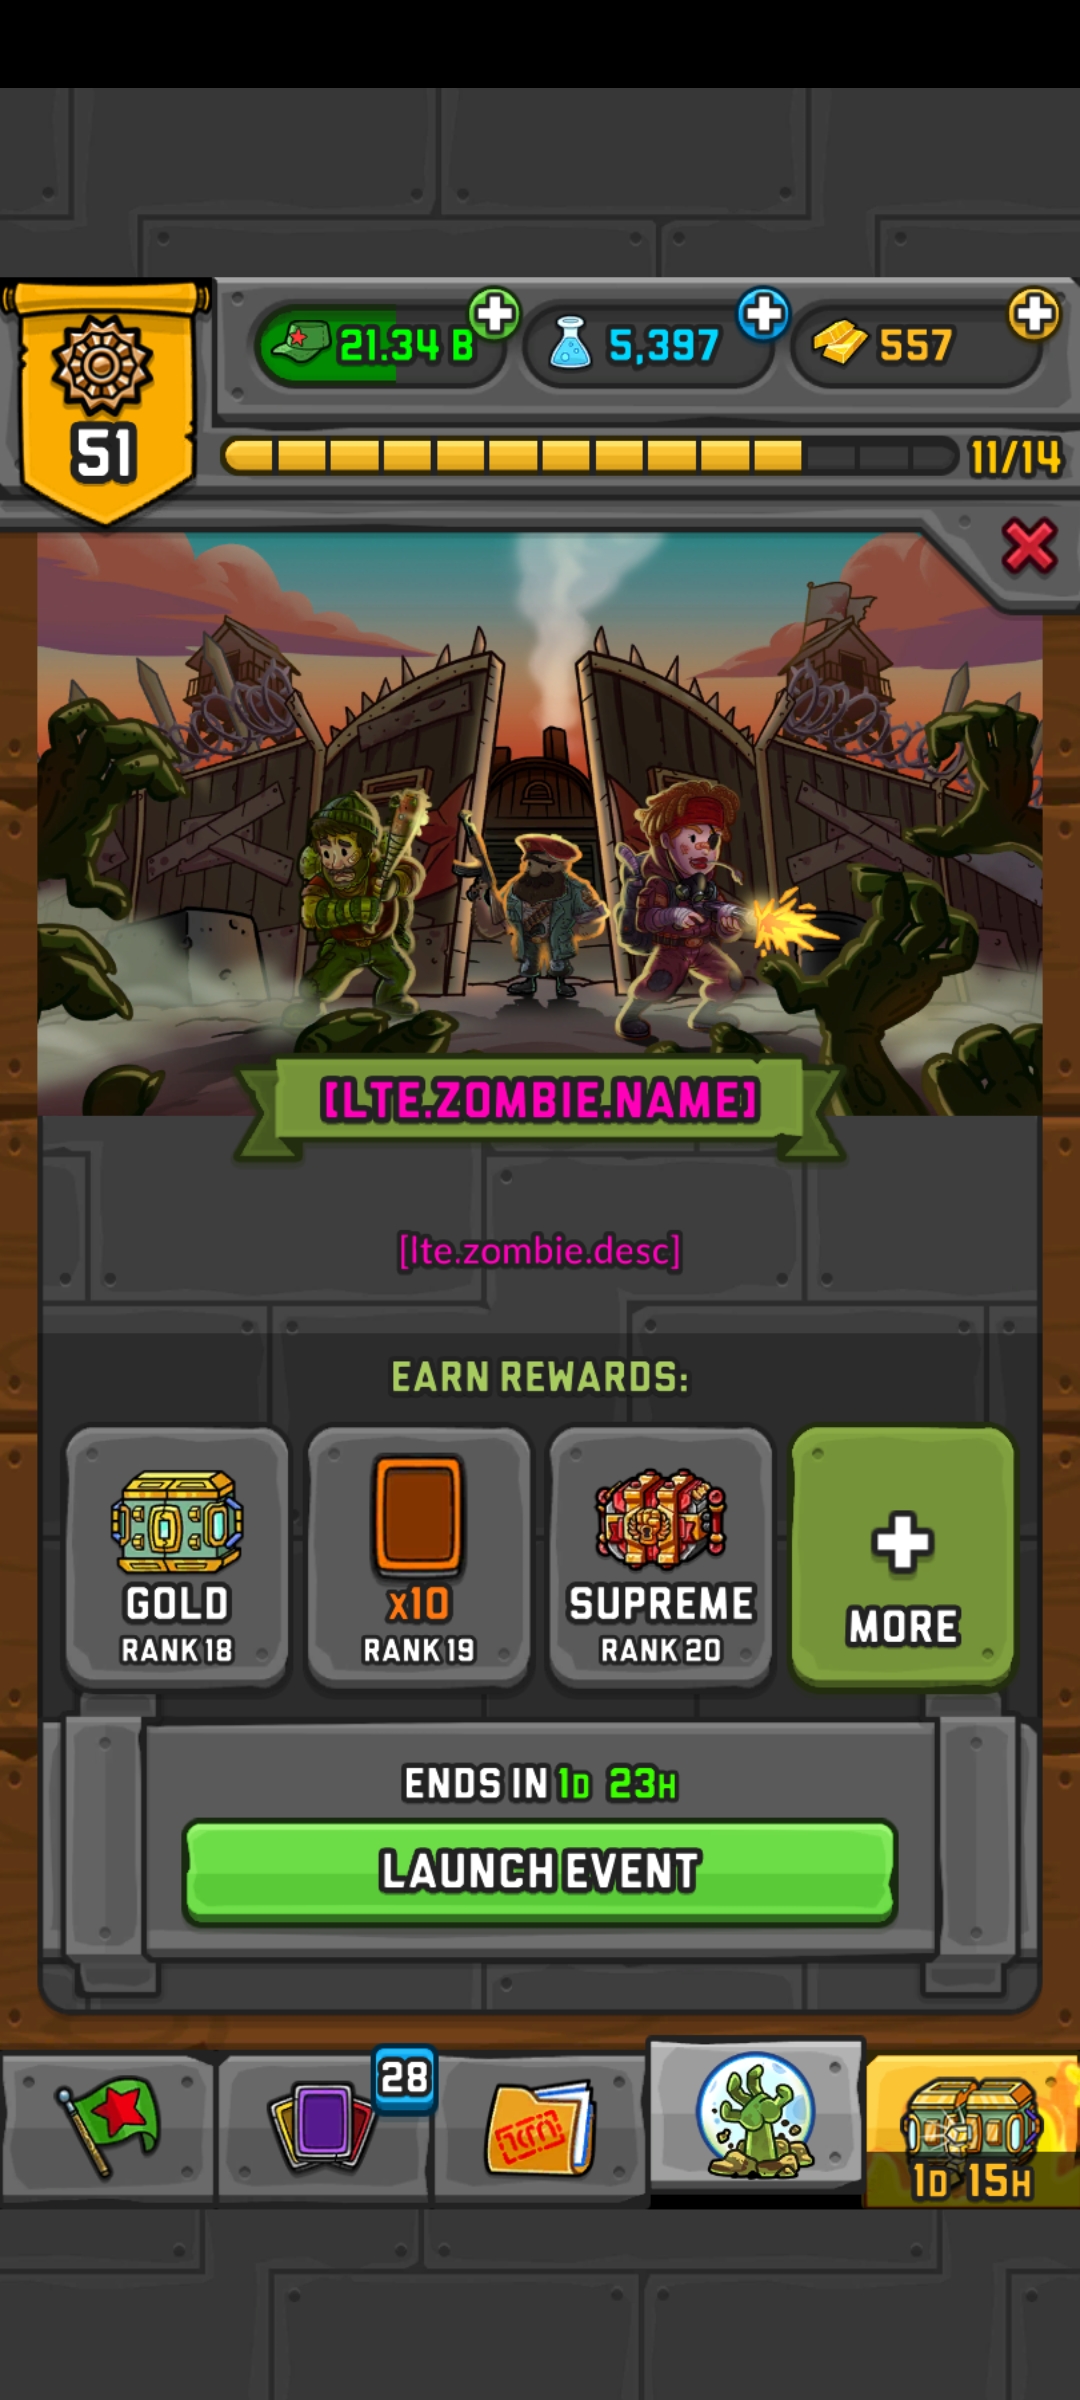 21.34 B
5,397
557
51
11/14
[LTE.ZOMBIE.NAME]
[lte.zombie.desc]
EARN REWARDS:
GOLD
RANK 18
x10
RANK 19
SUPREME
RANK 20
MORE
ENDS IN 1D 23H
LAUNCH EVENT
28
1D 15H